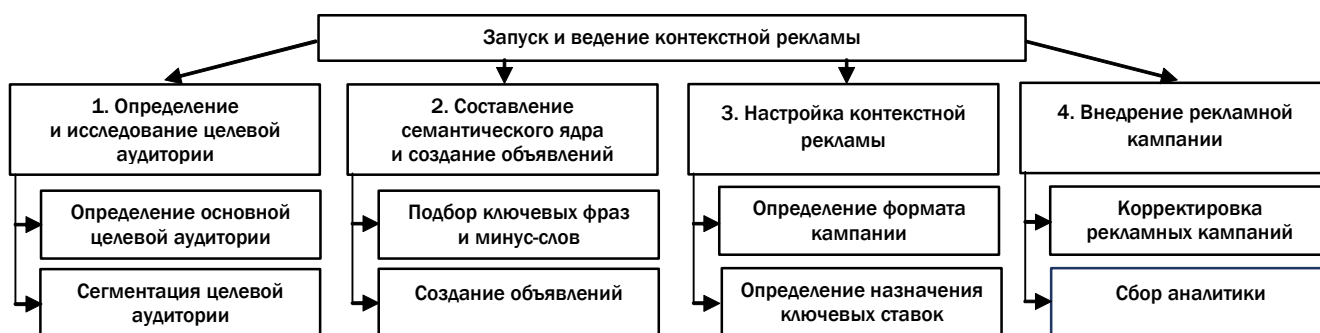 Запуск и ведение контекстной рекламы
1. Определение
и исследование целевой
аудитории
2. Составление
семантического ядра
и создание объявлений
3. Настройка контекстной
рекламы
4. Внедрение рекламной
кампании
Определение основной
целевой аудитории
Подбор ключевых фраз
и минус-слов
Определение формата
кампании
Корректировка
рекламных кампаний
Сегментация целевой
аудитории
Создание объявлений
Определение назначения
ключевых ставок
Сбор аналитики